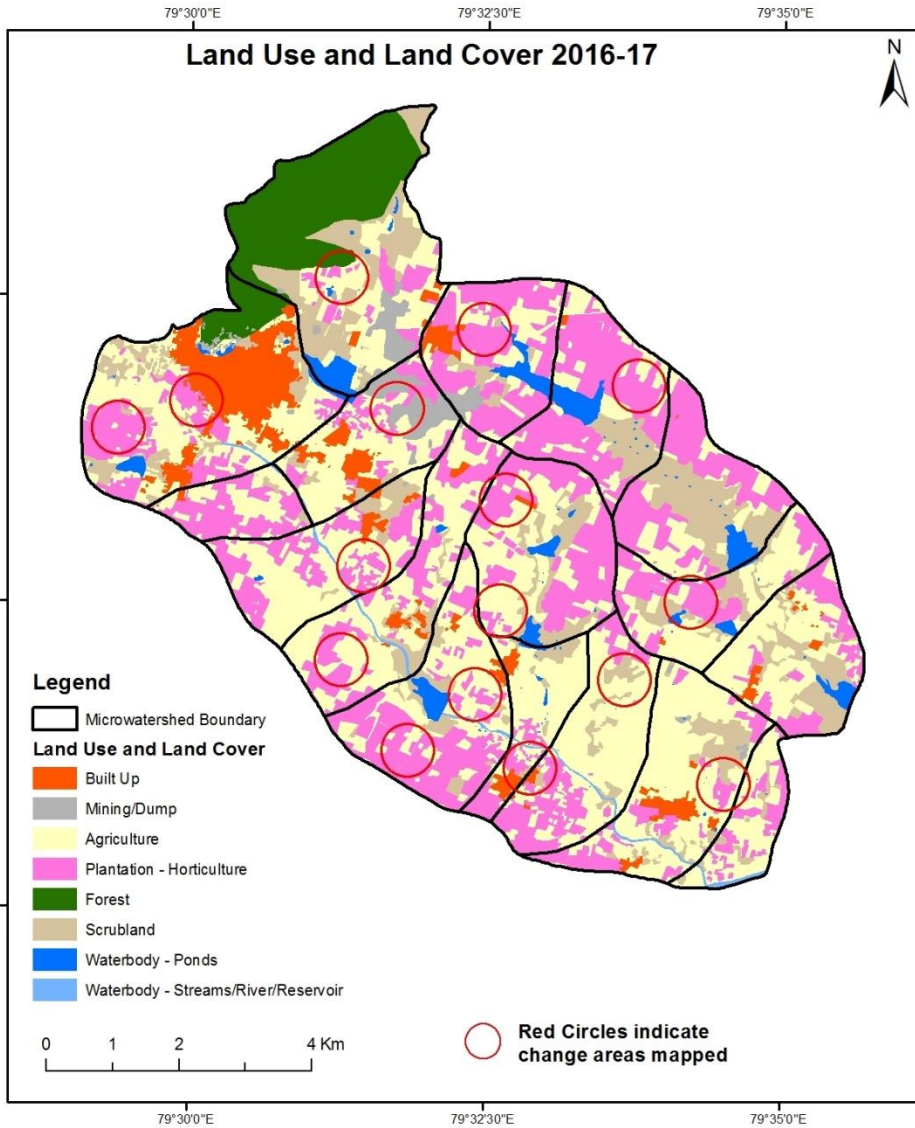 79°30'0"E 79°32'30"E 79°35'0"E
Land Use and Land Cover 2016-17
N
Legend
Microwatershed Boundary
Land Use and Land Cover
Built Up
Mining/Dump
Agriculture
Plantation - Horticulture
Forest
Scrubland
Waterbody - Ponds
Waterbody - Streams/River/Reservoir
0 1 2 4 Km
Red Circles indicate
change areas mapped
79°30'0"E 79°32'30"E 79°35'0"E